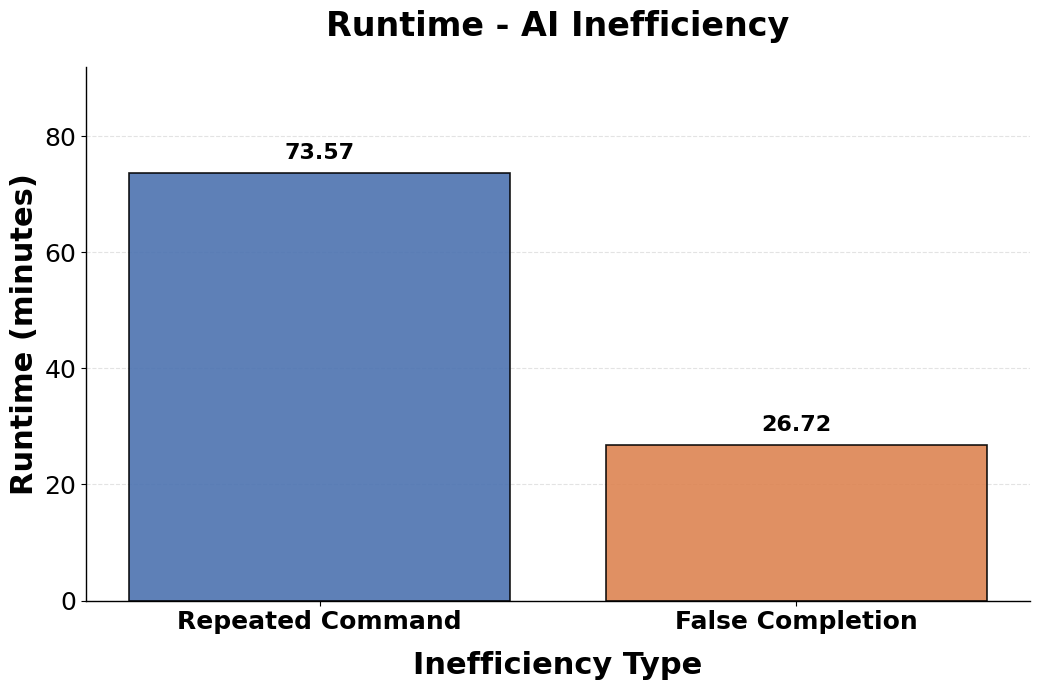 Runtime - AI Inefficiency
Runtime (minutes)
80
60
40
20
0
73.57
26.72
Repeated Command
False Completion
Inefficiency Type